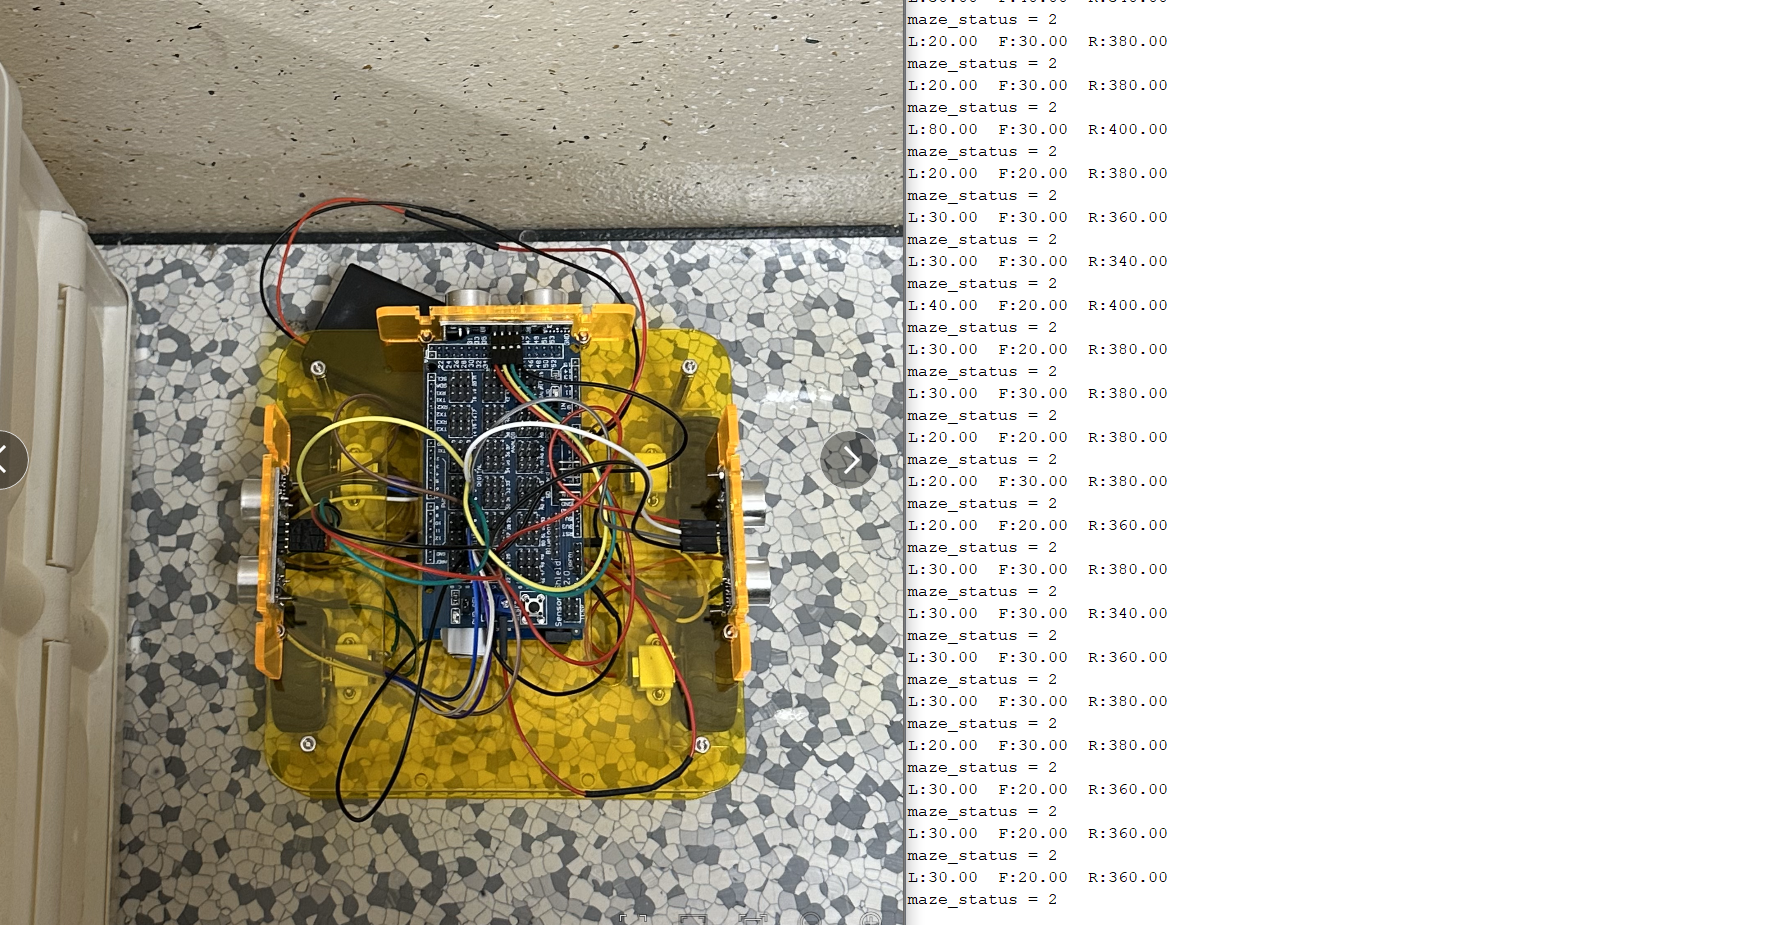 maze_status = 2
L:20.00  F:30.00  R:380.00
maze_status = 2
L:20.00  F:30.00  R:380.00
maze_status = 2
L:80.00  F:30.00  R:400.00
maze_status = 2
L:20.00  F:20.00  R:380.00
maze_status = 2
L:30.00  F:30.00  R:360.00
maze_status = 2
L:30.00  F:30.00  R:340.00
maze_status = 2
L:40.00  F:20.00  R:400.00
maze_status = 2
L:30.00  F:20.00  R:380.00
maze_status = 2
L:30.00  F:20.00  R:380.00
maze_status = 2
L:20.00  F:20.00  R:380.00
maze_status = 2
L:20.00  F:30.00  R:380.00
maze_status = 2
L:20.00  F:20.00  R:360.00
maze_status = 2
L:30.00  F:30.00  R:380.00
maze_status = 2
L:30.00  F:30.00  R:340.00
maze_status = 2
L:30.00  F:30.00  R:360.00
maze_status = 2
L:30.00  F:30.00  R:380.00
maze_status = 2
L:20.00  F:30.00  R:380.00
maze_status = 2
L:30.00  F:20.00  R:360.00
maze_status = 2
L:30.00  F:20.00  R:360.00
maze_status = 2
L:30.00  F:20.00  R:360.00
maze_status = 2